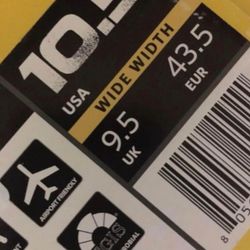 10.5
USA
WIDE WIDTH
9.5
UK
43.5
EUR
AIRPORT FRIENDLY